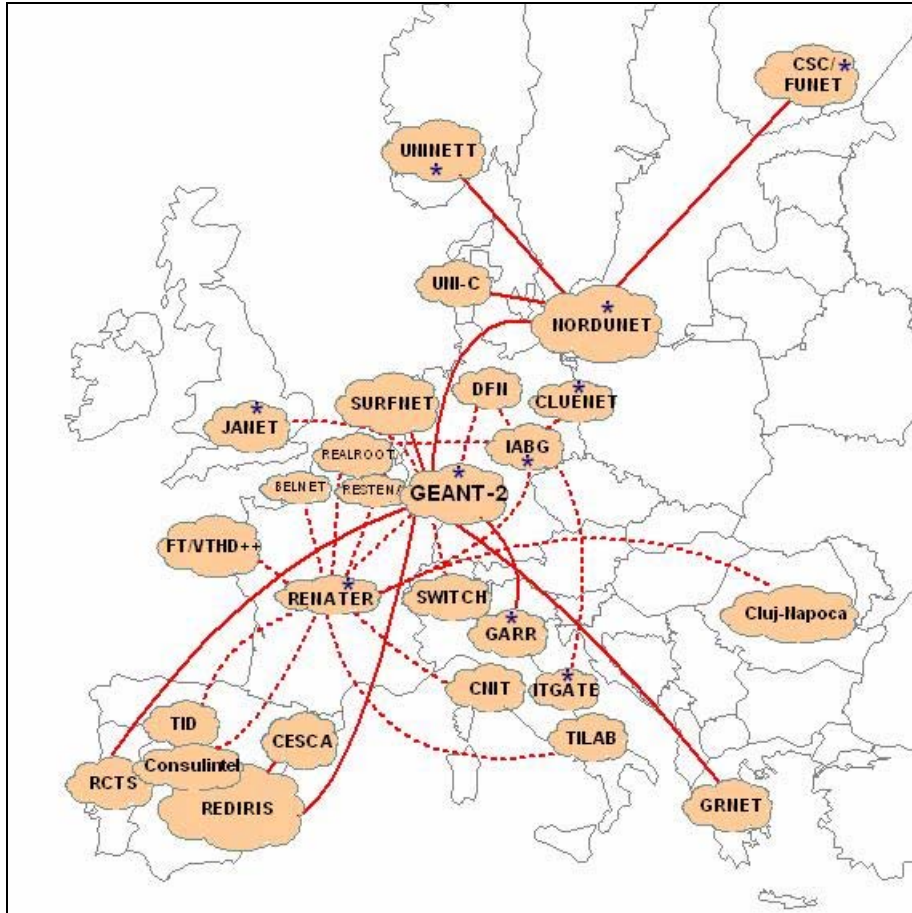 CSC/ *
FUNET
UNINETT
*
UNI-C
*
NORDUNET
DFN
*
CLUENET
SURFNET
*
JANET
REALROOT
IABG
*
BELNET
RESTENA
*
GEANT-2
FT/VTHD++
*
RENATER
SWITCH
*
GARR
Cluj-Napoca
CNIT
*
ITGATE
TID
CESCA
TILAB
Consulintel
RCTS
REDIRIS
GRNET